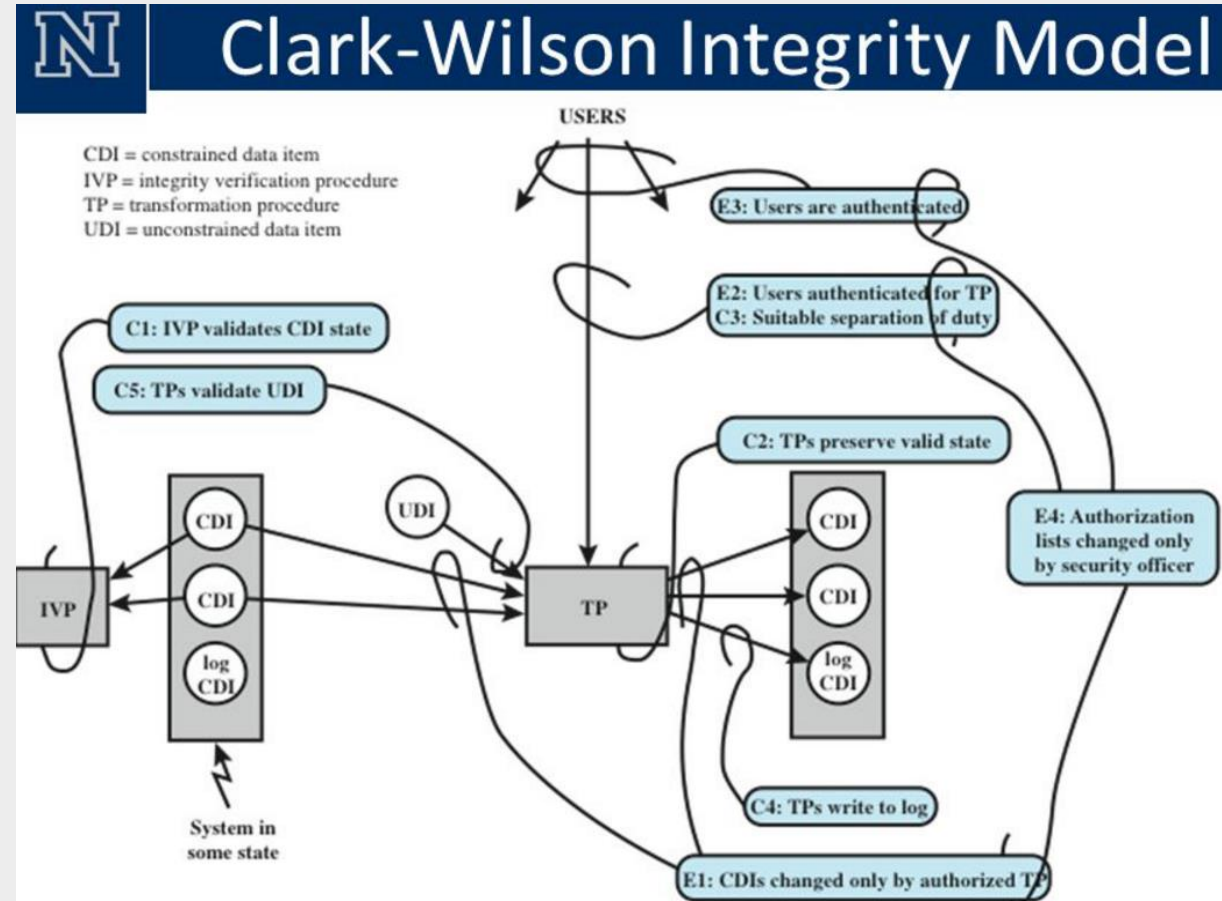 N
Clark-Wilson Integrity Model
USERS
CDI = constrained data item
IVP = integrity verification procedure
TP = transformation procedure
UDI = unconstrained data item
E3: Users are authenticated
E2: Users authenticated for TP
C3: Suitable separation of duty
C1: IVP validates CDI state
C5: TPs validate UDI
C2: TPs preserve valid state
CDI
UDI
CDI
E4: Authorization
lists changed only
by security officer
IVP
CDI
TP
CDI
log
CDI
log
CDI
C4: TPs write to log
System in
some state
E1: CDIs changed only by authorized TP